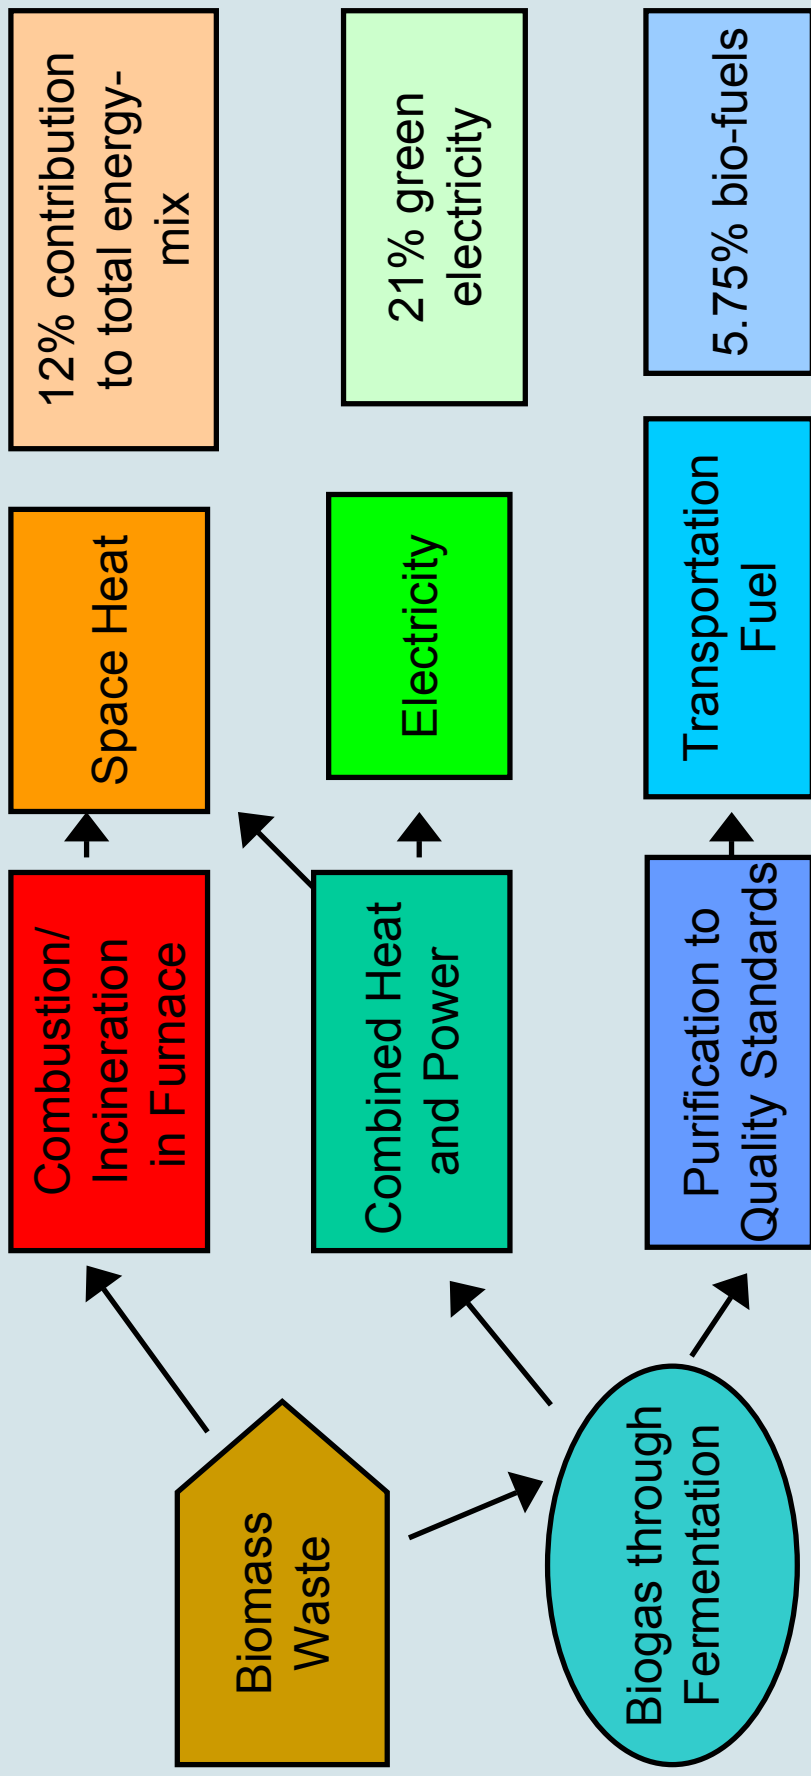 Biomass
Waste
Combustion/
Incineration
in Furnace
Space Heat
12% contribution
to total energy-
mix
Combined Heat
and Power
Electricity
21% green
electricity
Biogas through
Fermentation
Purification to
Quality Standards
Transportation
Fuel
5.75% bio-fuels